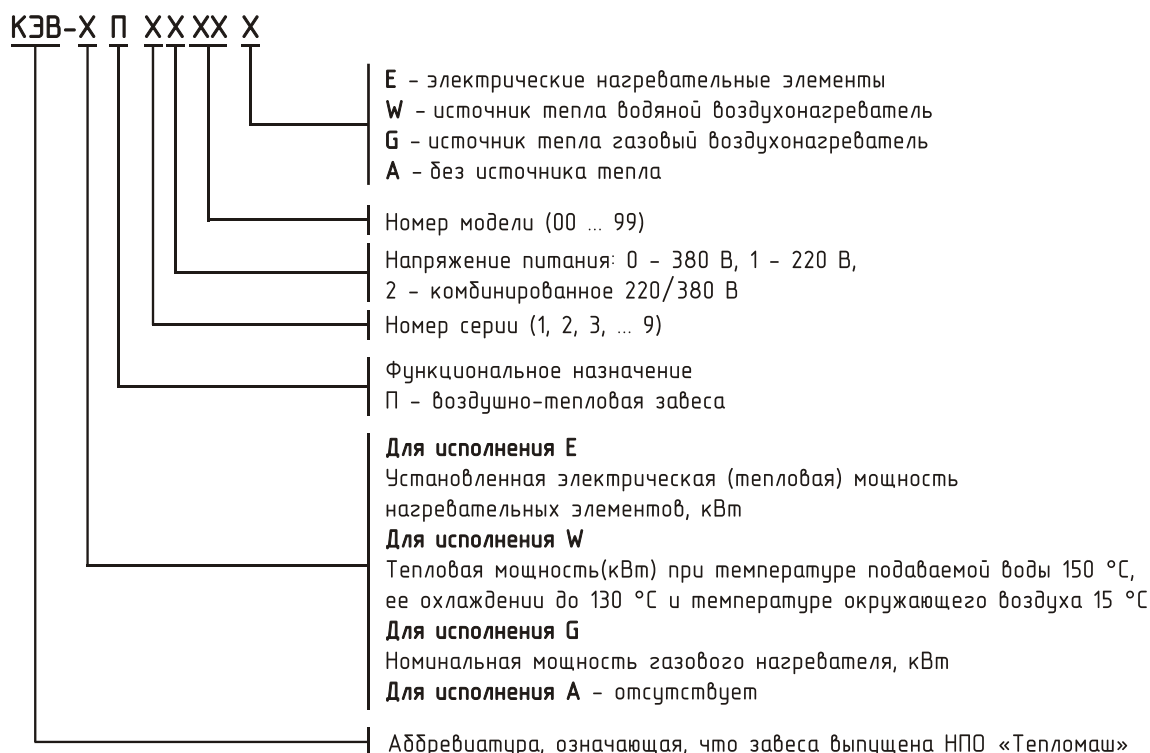 КЭВ-Х П Х Х ХХ Х
E – электрические нагревательные элементы
W – источник тепла водяной воздухонагреватель
G – источник тепла газовый воздухонагреватель
A – без источника тепла
Номер модели (00 ... 99)
Напряжение питания: 0 – 380 В, 1 – 220 В,
2 – комбинированное 220/380 В
Номер серии (1, 2, 3, ... 9)
Функциональное назначение
П – воздушно-тепловая завеса
Для исполнения E
Установленная электрическая (тепловая) мощность
нагревательных элементов, кВт
Для исполнения W
Тепловая мощность(кВт) при температуре подаваемой воды 150 °C,
ее охлаждении до 130 °C и температуре окружающего воздуха 15 °C
Для исполнения G
Номинальная мощность газового нагревателя, кВт
Для исполнения A – отсутствует
Аббревиатура, означающая, что завеса выпущена НПО «Тепломаш»